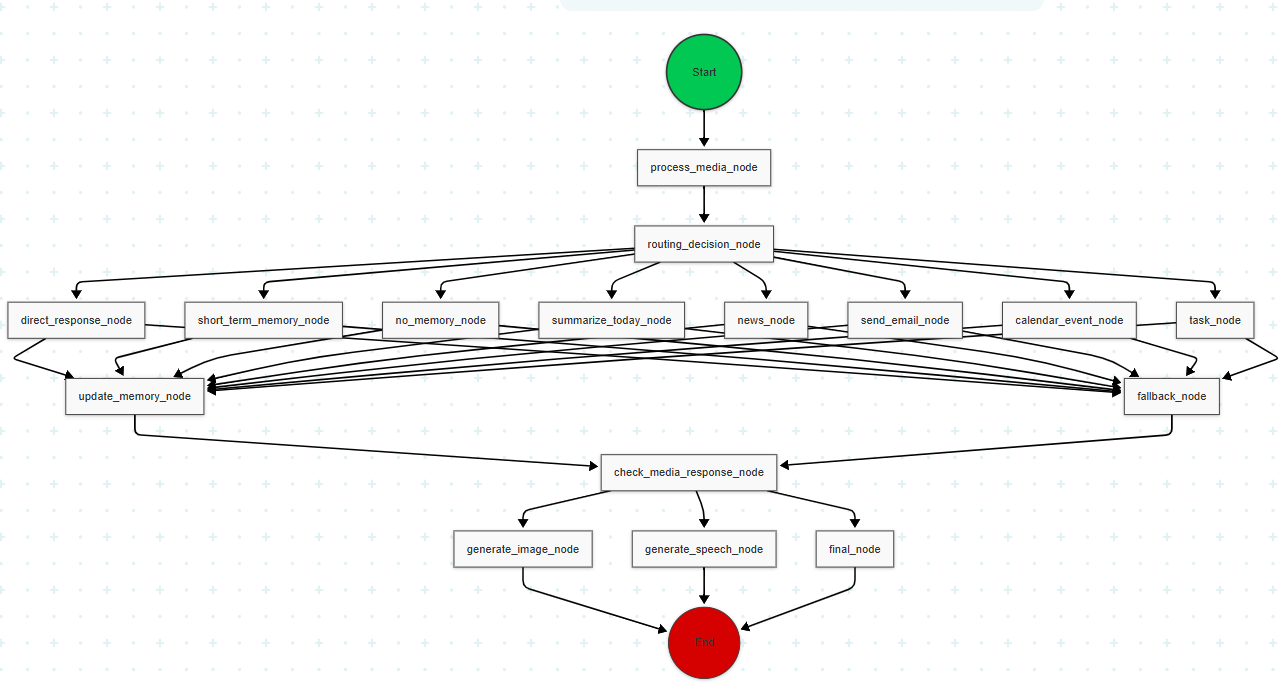 Start
process_media_node
routing_decision_node
direct_response_node
short_term_memory_node
no_memory_node
summarize_today_node
news_node
send_email_node
calendar_event_node
task_node
update_memory_node
fallback_node
check_media_response_node
generate_image_node
generate_speech_node
final_node
End